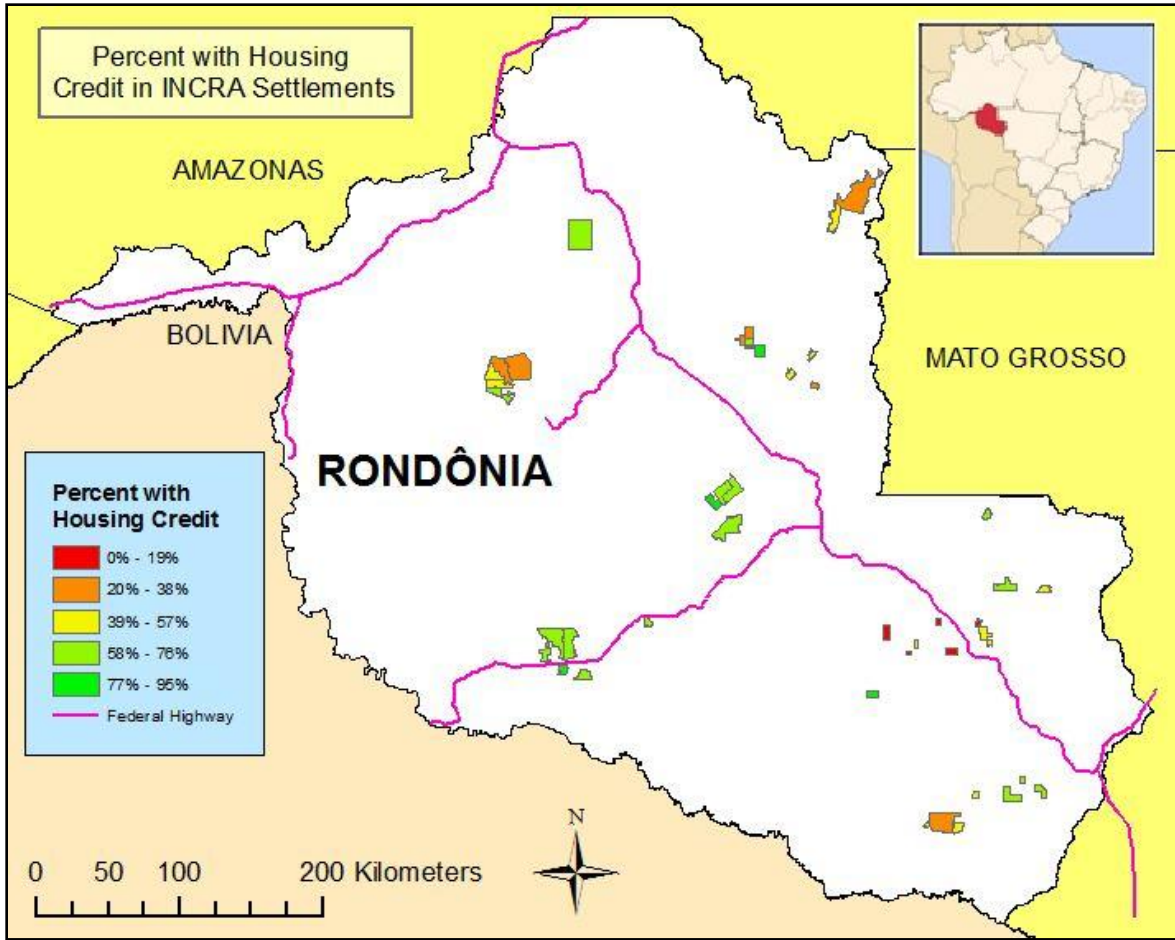 Percent with Housing
Credit in INCRA Settlements
AMAZONAS
BOLIVIA
MATO GROSSO
RONDÔNIA
Percent with
Housing Credit
0% - 19%
20% - 38%
39% - 57%
58% - 76%
77% - 95%
Federal Highway
N
0 50 100 200 Kilometers